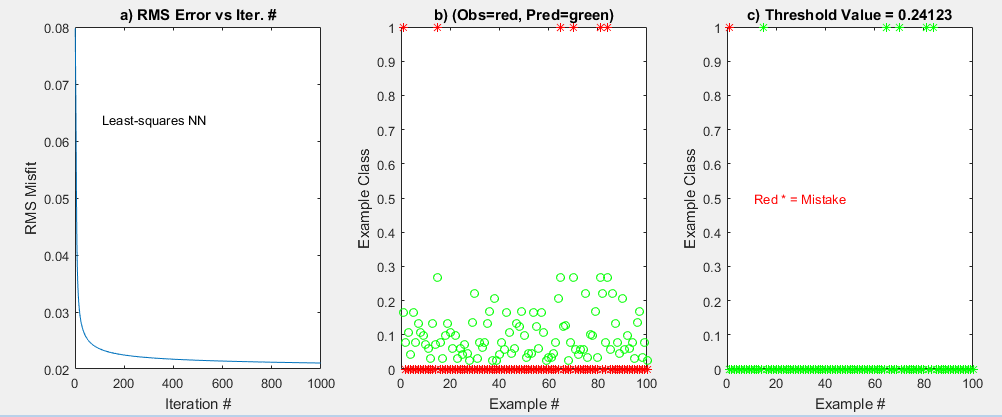 a) RMS Error vs Iter. #
0.08
0.07
0.06
0.05
0.04
0.03
0.02
RMS Misfit
Least-squares NN
0 200 400 600 800 1000
Iteration #
b) (Obs=red, Pred=green)
1
0.9
0.8
0.7
0.6
0.5
0.4
0.3
0.2
0.1
0
Example Class
0 20 40 60 80 100
Example #
c) Threshold Value = 0.24123
1
0.9
0.8
0.7
0.6
0.5
0.4
0.3
0.2
0.1
0
Example Class
Red * = Mistake
0 20 40 60 80 100
Example #